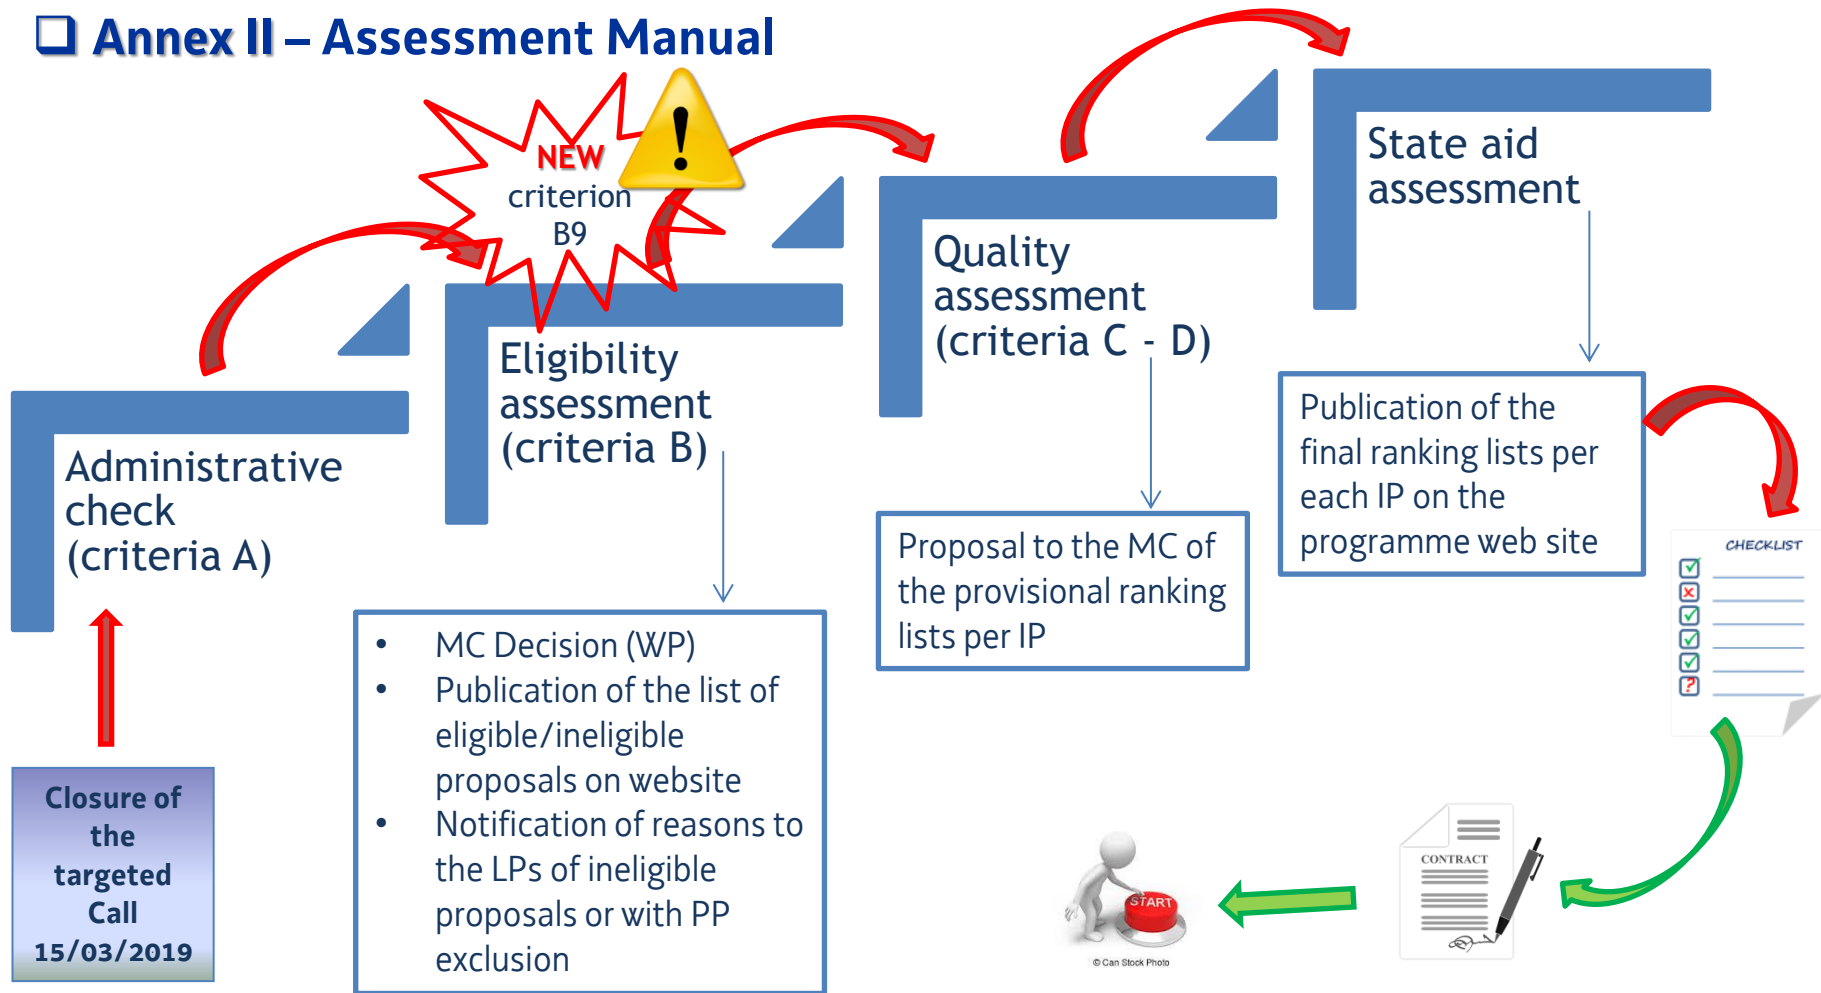 Annex II – Assessment Manual
NEW
criterion
B9
State aid
assessment
Quality
assessment
(criteria C - D)
Eligibility
assessment
(criteria B)
Administrative
check
(criteria A)
Publication of the
final ranking lists per
each IP on the
programme web site
Proposal to the MC of
the provisional ranking
lists per IP
• MC Decision (WP)
• Publication of the list of
eligible/ineligible
proposals on website
• Notification of reasons to
the LPs of ineligible
proposals or with PP
exclusion
Closure of
the
targeted
Call
15/03/2019
CHECKLIST
CONTRACT
START
© Can Stock Photo